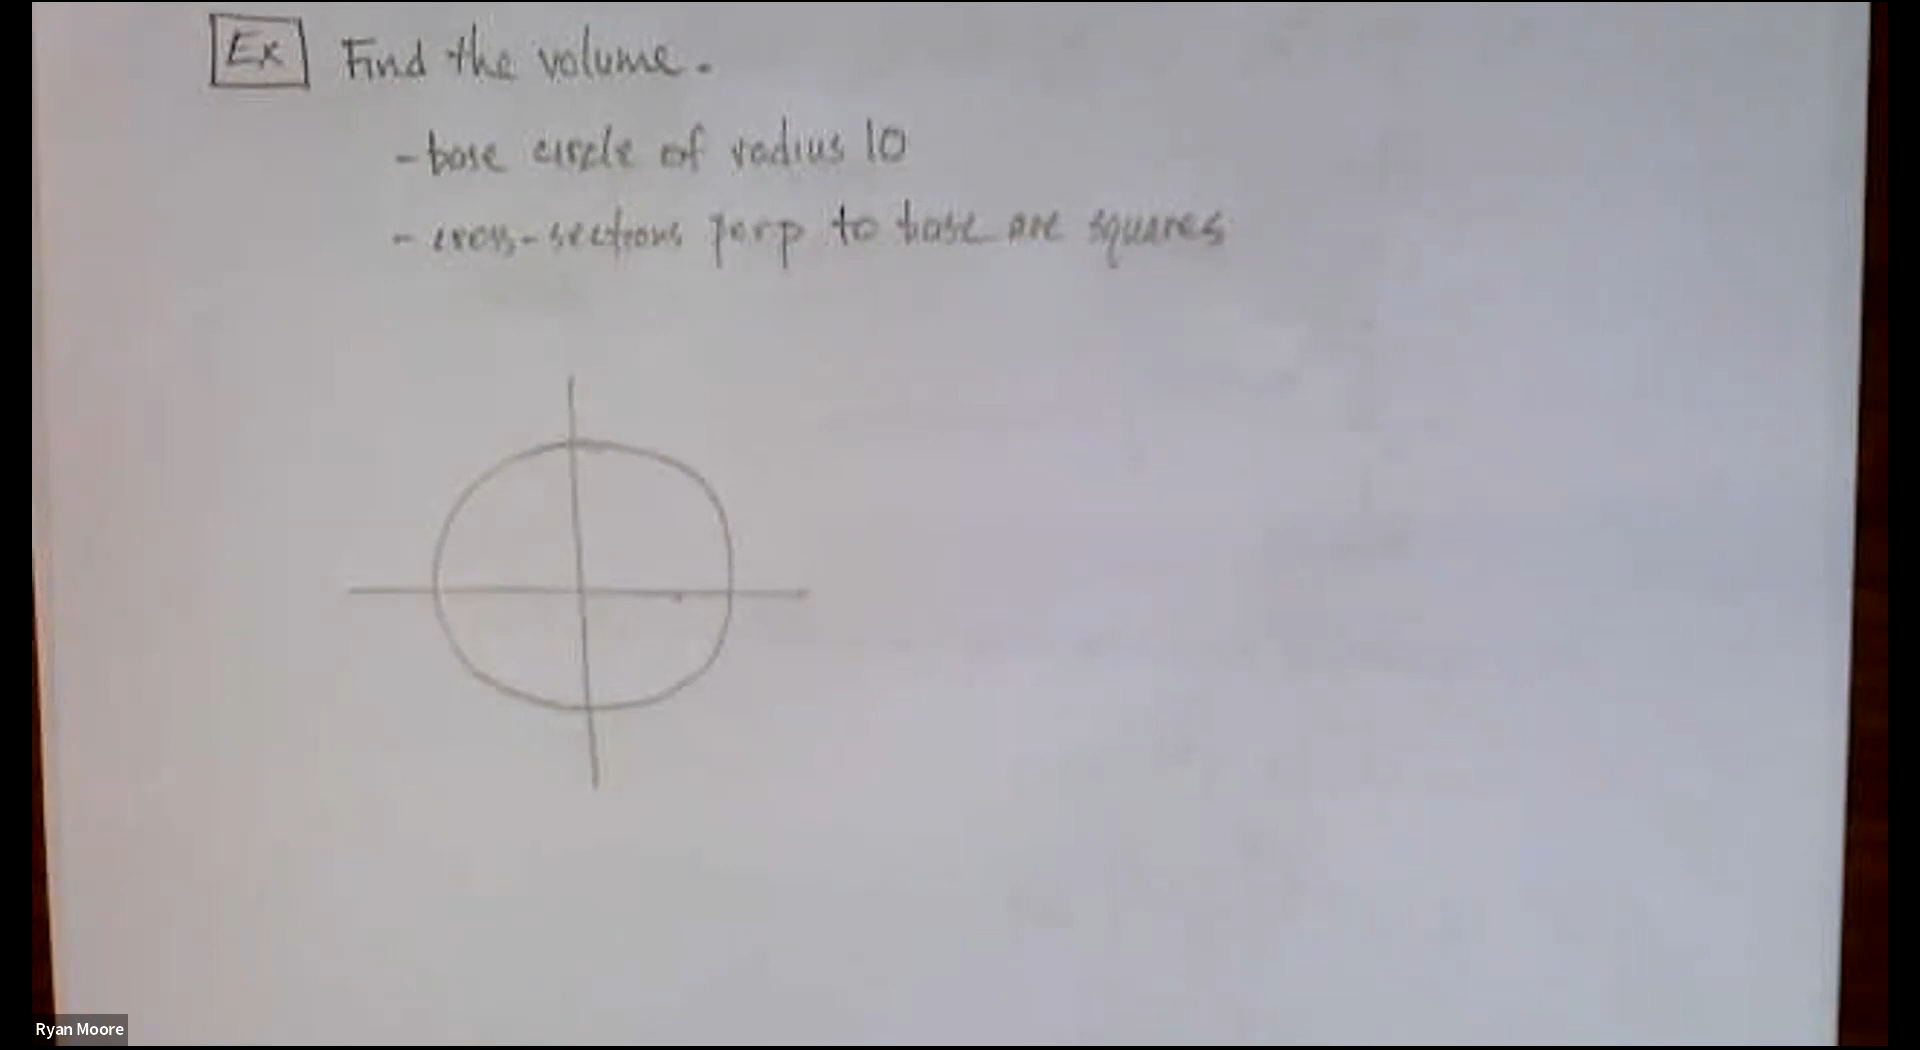 Ex Find the volume.
- base circle of radius 10
- cross-sections perp to base are squares
Ryan Moore